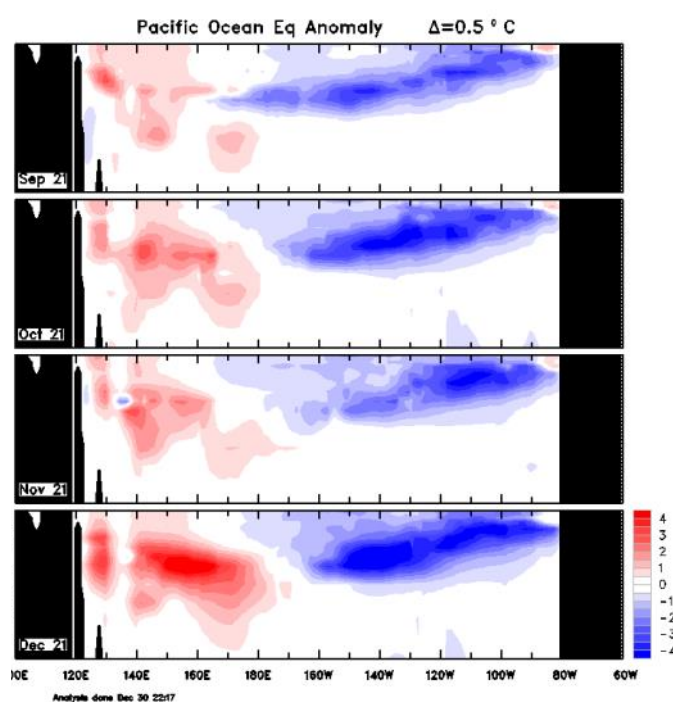 Pacific Ocean Eq Anomaly Δ=0.5 ° C
Sep 21
Oct 21
Nov 21
4
3
2
1
0
-1
-2
-3
-4
Dec 21
00E 120E 140E 160E 180W 160W 140W 120W 100W 80W 60W
Analysis done Dec 30 22:17